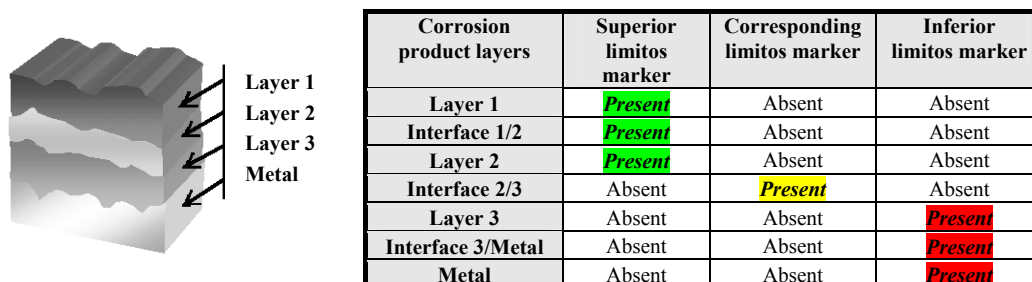 Layer 1
Layer 2
Layer 3
Metal
Corrosion product layers Superior limitos marker Corresponding limitos marker Inferior limitos marker
Layer 1 Present Absent Absent
Interface 1/2 Present Absent Absent
Layer 2 Present Absent Absent
Interface 2/3 Absent Present Absent
Layer 3 Absent Absent Present
Interface 3/Metal Absent Absent Present
Metal Absent Absent Present